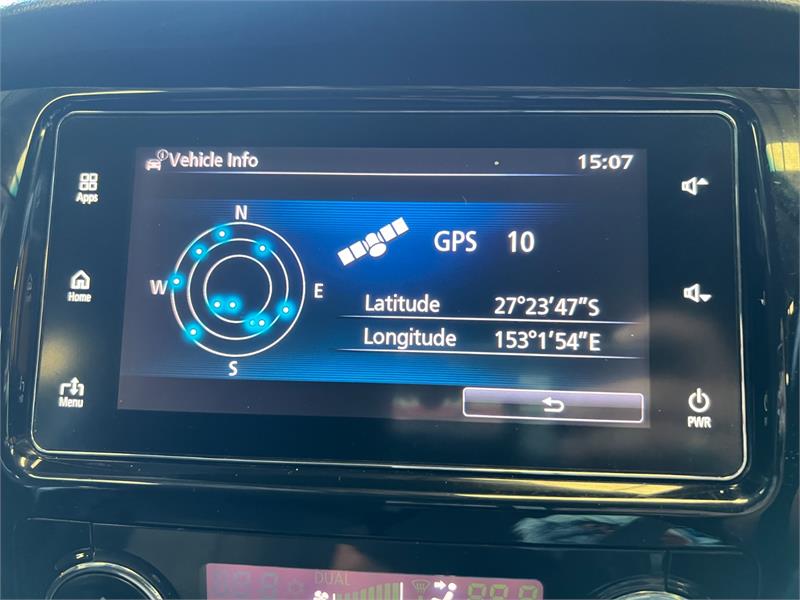 Vehicle Info
15:07
Apps
Home
Menu
N
W
E
S
GPS 10
Latitude 27°23'47"S
Longitude 153°1'54"E
PWR
DUAL